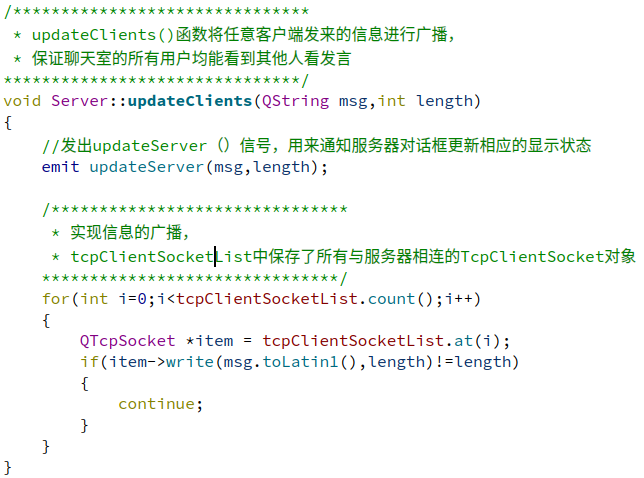 /*******************************
 * updateClients()函数将任意客户端发来的信息进行广播，
 * 保证聊天室的所有用户均能看到其他人看发言
*******************************/
void Server::updateClients(QString msg,int length)
{
    //发出updateServer（）信号，用来通知服务器对话框更新相应的显示状态
    emit updateServer(msg,length);
    /*******************************
     * 实现信息的广播，
     * tcpClientSocketList中保存了所有与服务器相连的TcpClientSocket对象
    *******************************/
    for(int i=0;i<tcpClientSocketList.count();i++)
    {
        QTcpSocket *item = tcpClientSocketList.at(i);
        if(item->write(msg.toLatin1(),length)!=length)
        {
            continue;
        }
    }
}